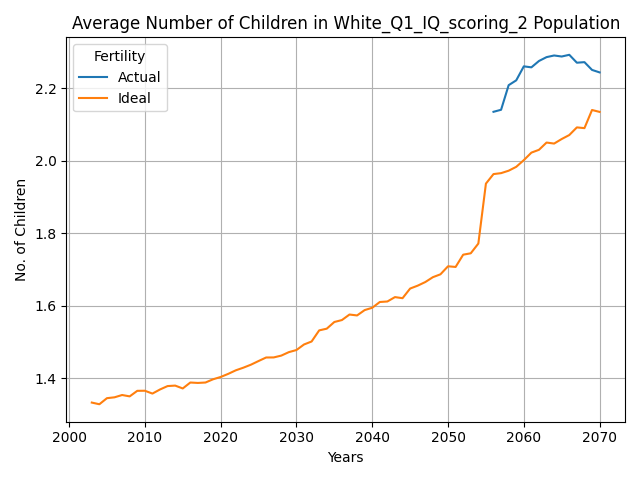 Average Number of Children in White_Q1_IQ_scoring_2 Population
Fertility
Actual
Ideal
No. of Children
2.2
2.0
1.8
1.6
1.4
2000 2010 2020 2030 2040 2050 2060 2070
Years